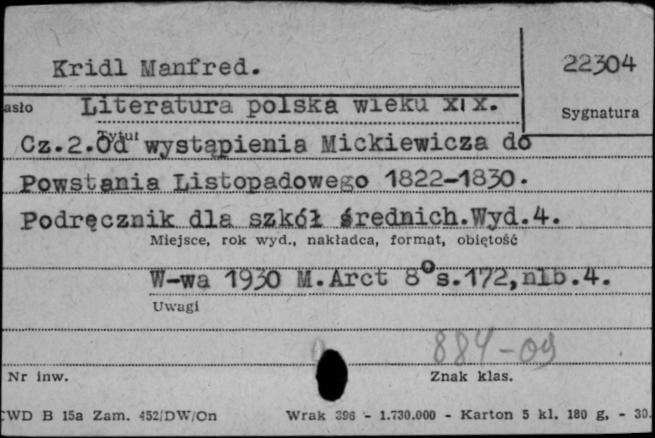 Kridl Manfred.
22304
asło
Literatura polska wieku XIX.
Sygnatura
Tytuł
Cz.2.Od wystąpienia Mickiewicza do
Powstania Listopadowego 1822-1830.
Podręcznik dla szkół średnich.Wyd.4.
Miejsce, rok wyd., nakładca, format, objętość
W-wa 1930 M.Arct 8° s.172,nlb.4.
Uwagi
884-09
Nr inw.
Znak klas.
CWD B 15a Zam. 452/DW/On Wrak 396 - 1.730.000 - Karton 5 kl. 180 g, - 30.